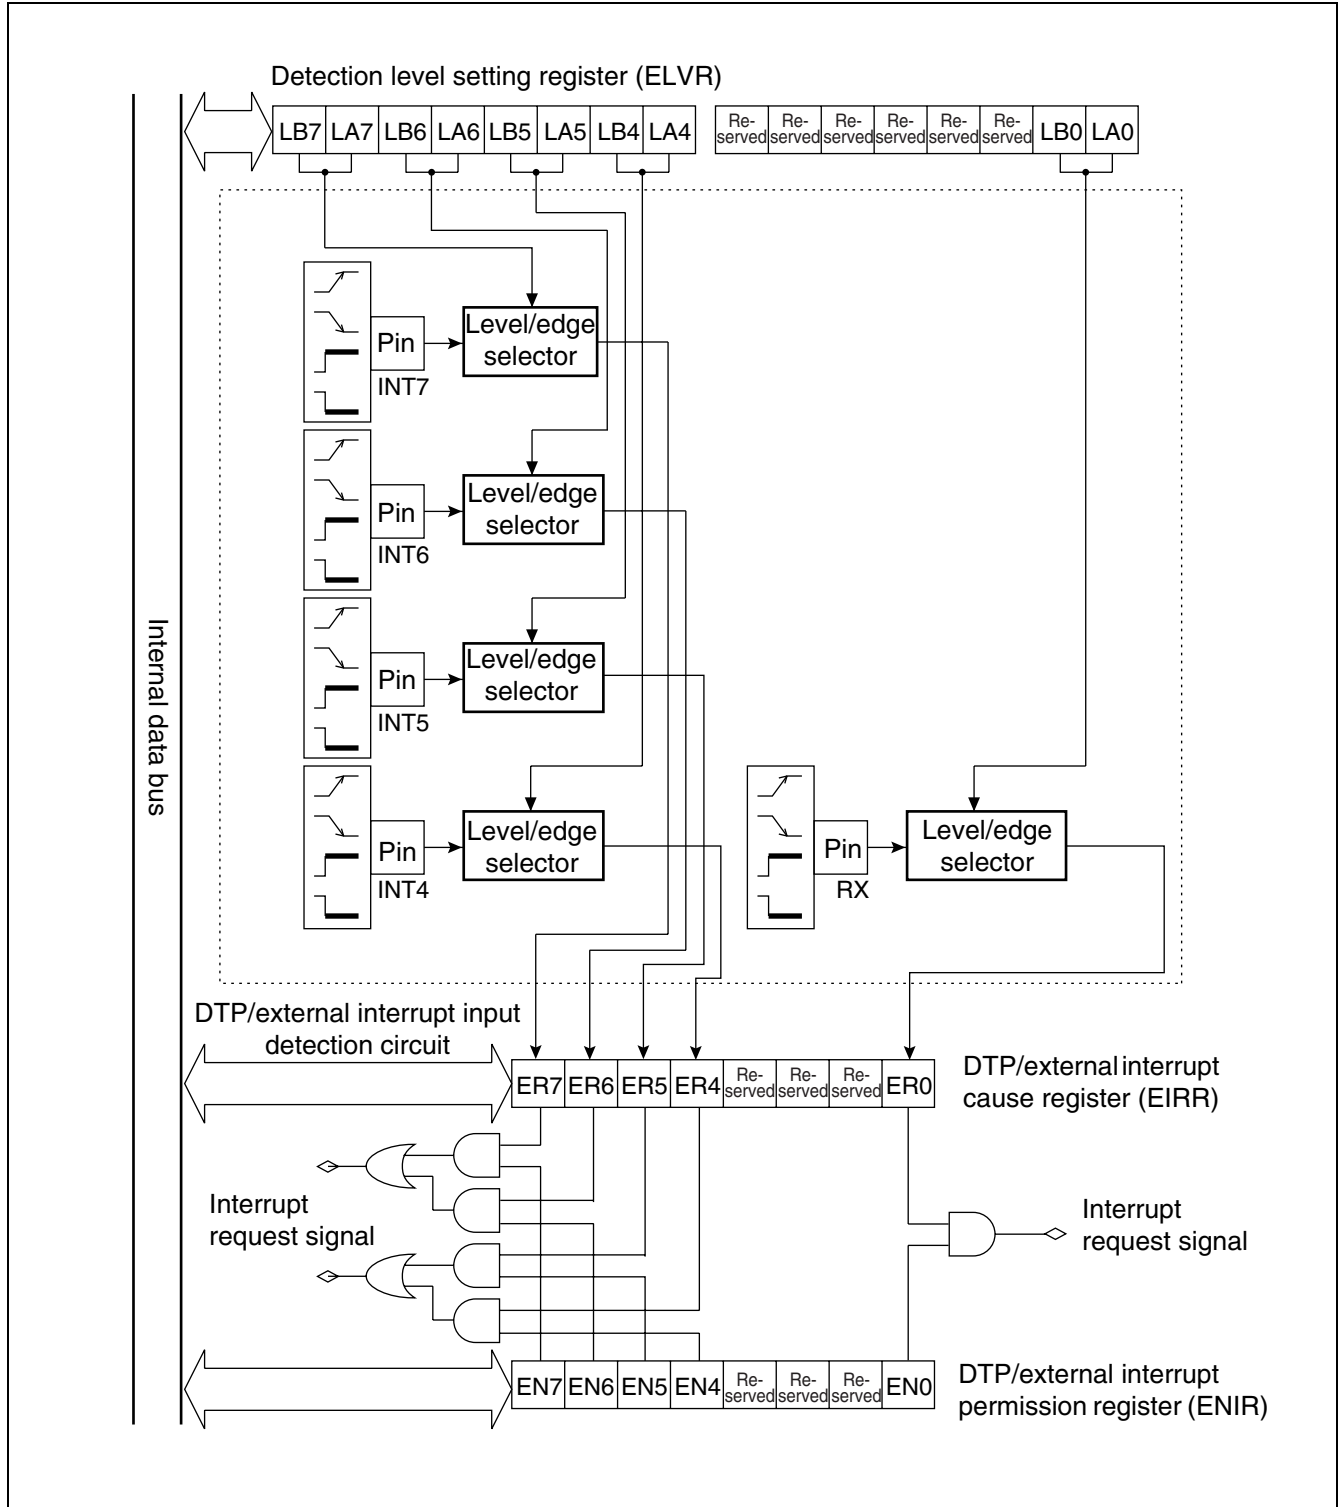 Detection level setting register (ELVR)
LB7 LA7 LB6 LA6 LB5 LA5 LB4 LA4 Re-served Re-served Re-served Re-served Re-served Re-served LB0 LA0
Pin
Level/edge
selector
INT7
Pin
Level/edge
selector
INT6
Pin
Level/edge
selector
INT5
Internal data bus
Pin
Level/edge
selector
INT4
Pin
Level/edge
selector
RX
DTP/external interrupt input
detection circuit
ER7 ER6 ER5 ER4 Re-served Re-served Re-served ER0
DTP/external interrupt
cause register (EIRR)
Interrupt
request signal
Interrupt
request signal
EN7 EN6 EN5 EN4 Re-served Re-served Re-served EN0
DTP/external interrupt
permission register (ENIR)